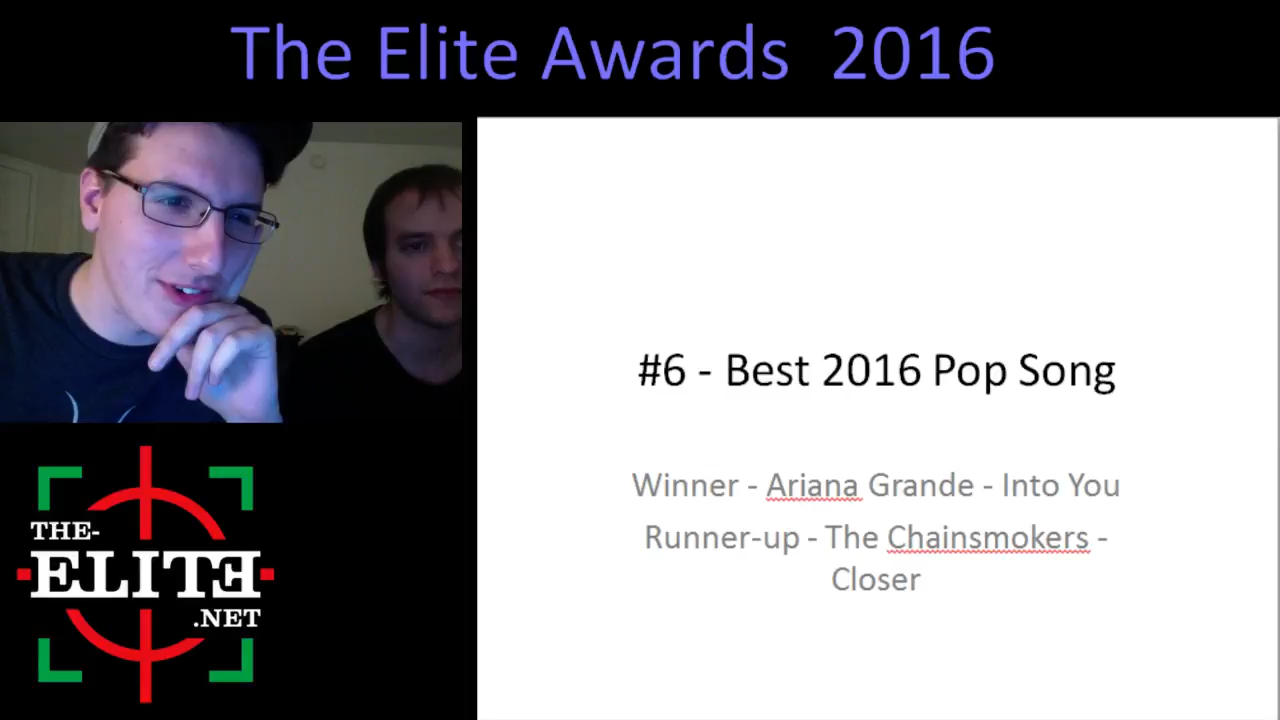 The Elite Awards 2016
#6 - Best 2016 Pop Song
Winner - Ariana Grande - Into You
Runner-up - The Chainsmokers -
Closer
THE-
ELITE
.NET